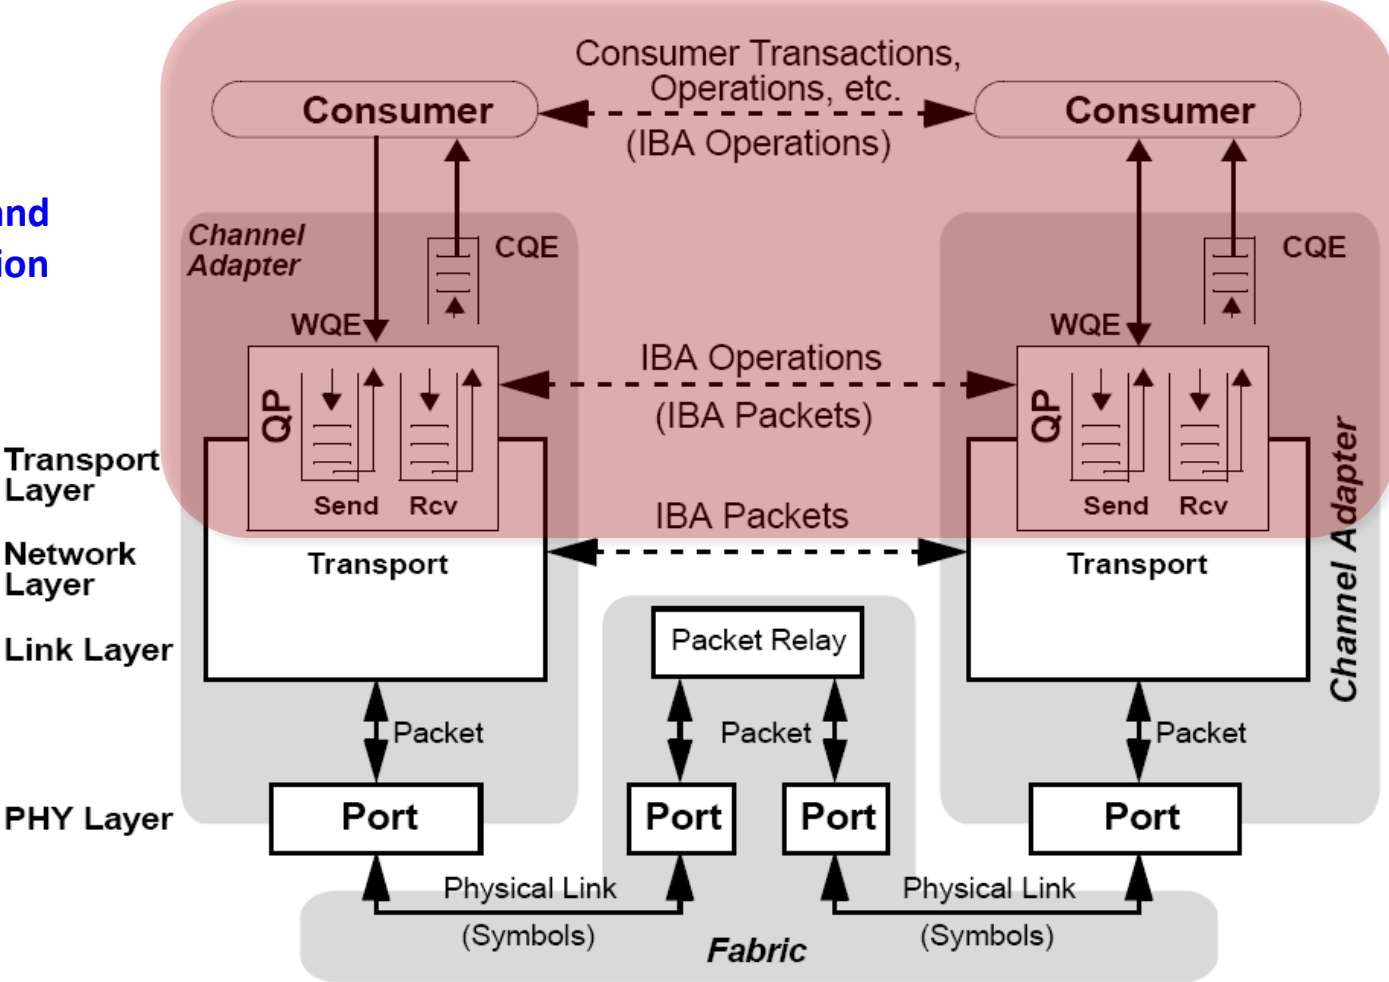 Consumer Transactions,
Operations, etc.
Consumer
Consumer
(IBA Operations)
and
ion
Channel
Adapter
CQE
CQE
WQE
WQE
IBA Operations
(IBA Packets)
QP
QP
Send Rcv
Send Rcv
Transport
Layer
IBA Packets
Network
Layer
Transport
Transport
Channel Adapter
Link Layer
Packet Relay
Packet
Packet
Packet
PHY Layer
Port
Port
Port
Port
Physical Link
(Symbols)
Physical Link
(Symbols)
Fabric